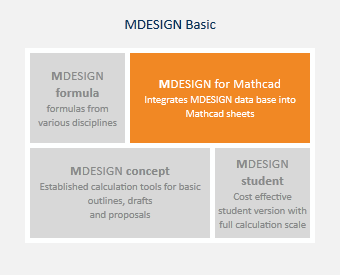 MDESIGN Basic
MDESIGN
formula
formulas from
various disciplines
MDESIGN for Mathcad
Integrates MDESIGN data base into
Mathcad sheets
MDESIGN concept
Established calculation tools for basic
outlines, drafts
and proposals
MDESIGN
student
Cost effective
student version with
full calculation scale